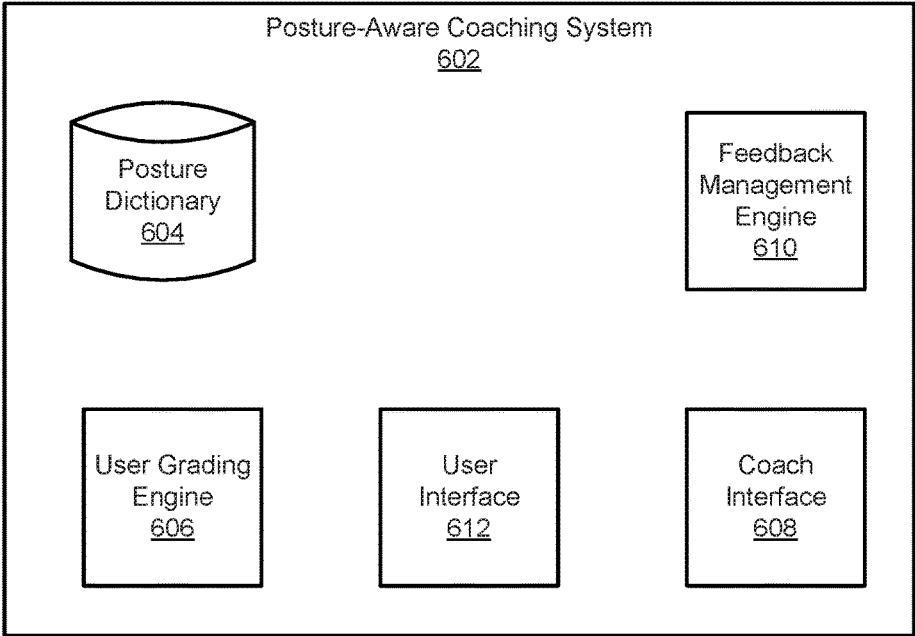 Posture-Aware Coaching System
602
Posture
Dictionary
604
Feedback
Management
Engine
610
User Grading
Engine
606
User
Interface
612
Coach
Interface
608